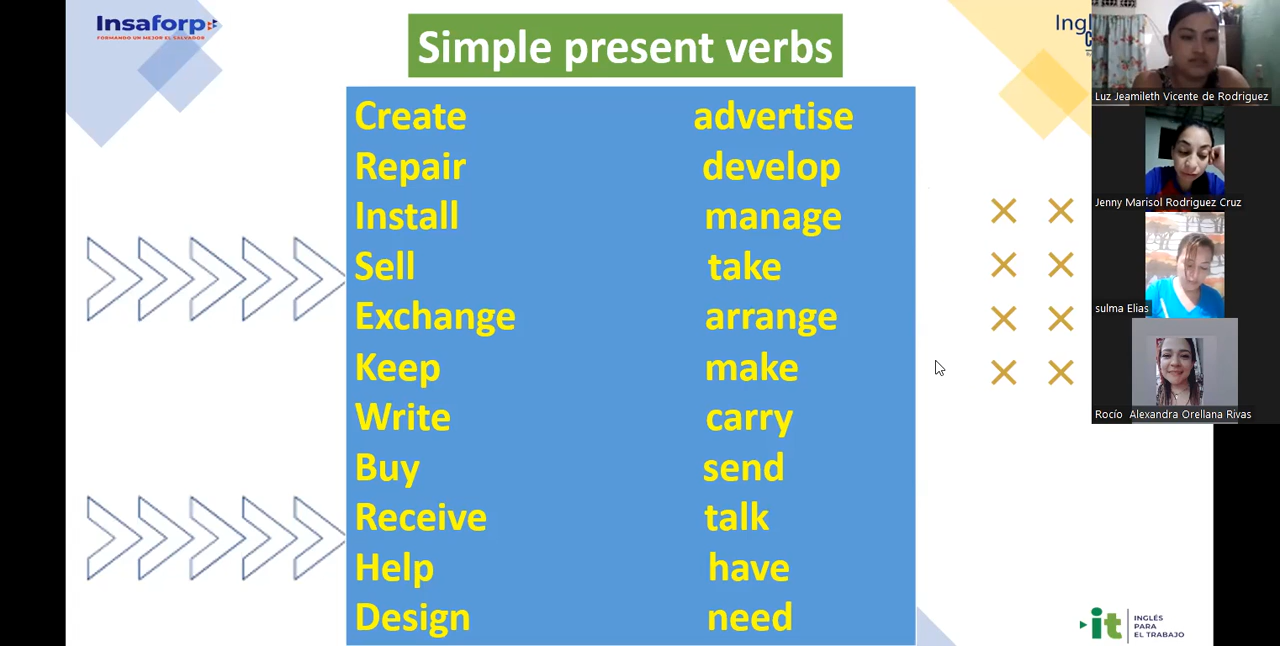 Insaforp
FORMANDO UN MEJOR EL SALVADOR
Simple present verbs
Ingl
Create advertise
Repair develop
Install manage
Sell take
Exchange arrange
Keep make
Write carry
Buy send
Receive talk
Help have
Design need
Luz Jeamileth Vicente de Rodriguez
Jenny Marisol Rodriguez Cruz
sulma Elias
Rocío Alexandra Orellana Rivas
it
INGLÉS
PARA
EL TRABAJO